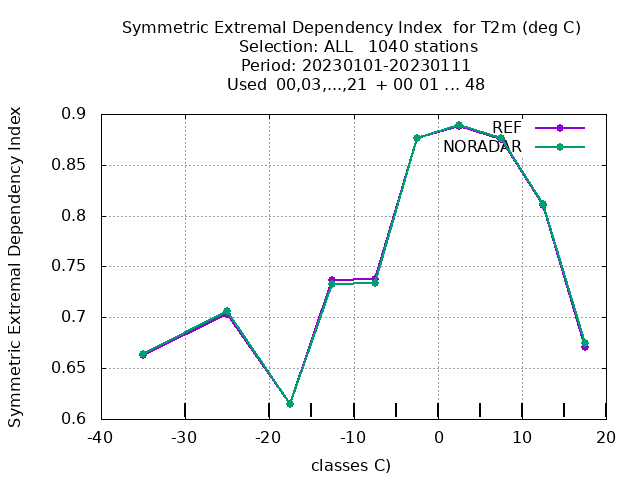 Symmetric Extremal Dependency Index  for T2m (deg C)
Selection: ALL   1040 stations
Period: 20230101-20230111
Used  00,03,...,21  + 00 01 ... 48
Symmetric Extremal Dependency Index
0.9
0.85
0.8
0.75
0.7
0.65
0.6
REF
NORADAR
-40 -30 -20 -10 0 10 20
classes C)